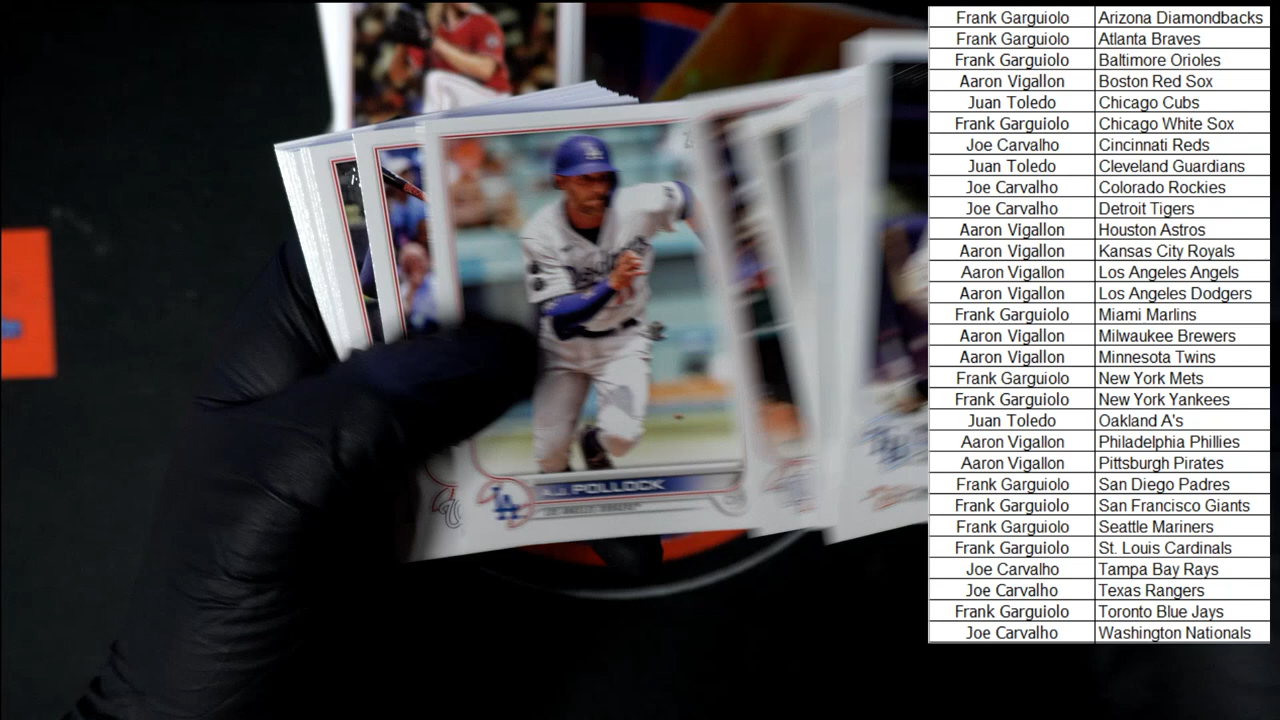 Frank Garguiolo Arizona Diamondbacks
Frank Garguiolo Atlanta Braves
Frank Garguiolo Baltimore Orioles
Aaron Vigallon Boston Red Sox
Juan Toledo Chicago Cubs
Frank Garguiolo Chicago White Sox
Joe Carvalho Cincinnati Reds
Juan Toledo Cleveland Guardians
Joe Carvalho Colorado Rockies
Joe Carvalho Detroit Tigers
Aaron Vigallon Houston Astros
Aaron Vigallon Kansas City Royals
Aaron Vigallon Los Angeles Angels
Aaron Vigallon Los Angeles Dodgers
Frank Garguiolo Miami Marlins
Aaron Vigallon Milwaukee Brewers
Aaron Vigallon Minnesota Twins
Frank Garguiolo New York Mets
Frank Garguiolo New York Yankees
Juan Toledo Oakland A's
Aaron Vigallon Philadelphia Phillies
Aaron Vigallon Pittsburgh Pirates
Frank Garguiolo San Diego Padres
Frank Garguiolo San Francisco Giants
Frank Garguiolo Seattle Mariners
Frank Garguiolo St. Louis Cardinals
Joe Carvalho Tampa Bay Rays
Joe Carvalho Texas Rangers
Frank Garguiolo Toronto Blue Jays
Joe Carvalho Washington Nationals
LA
Dodgers
A.J. POLLOCK
LA